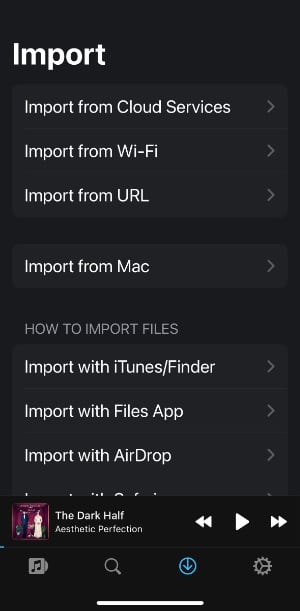 Import
Import from Cloud Services
Import from Wi-Fi
Import from URL
Import from Mac
HOW TO IMPORT FILES
Import with iTunes/Finder
Import with Files App
Import with AirDrop
The Dark Half
Aesthetic Perfection